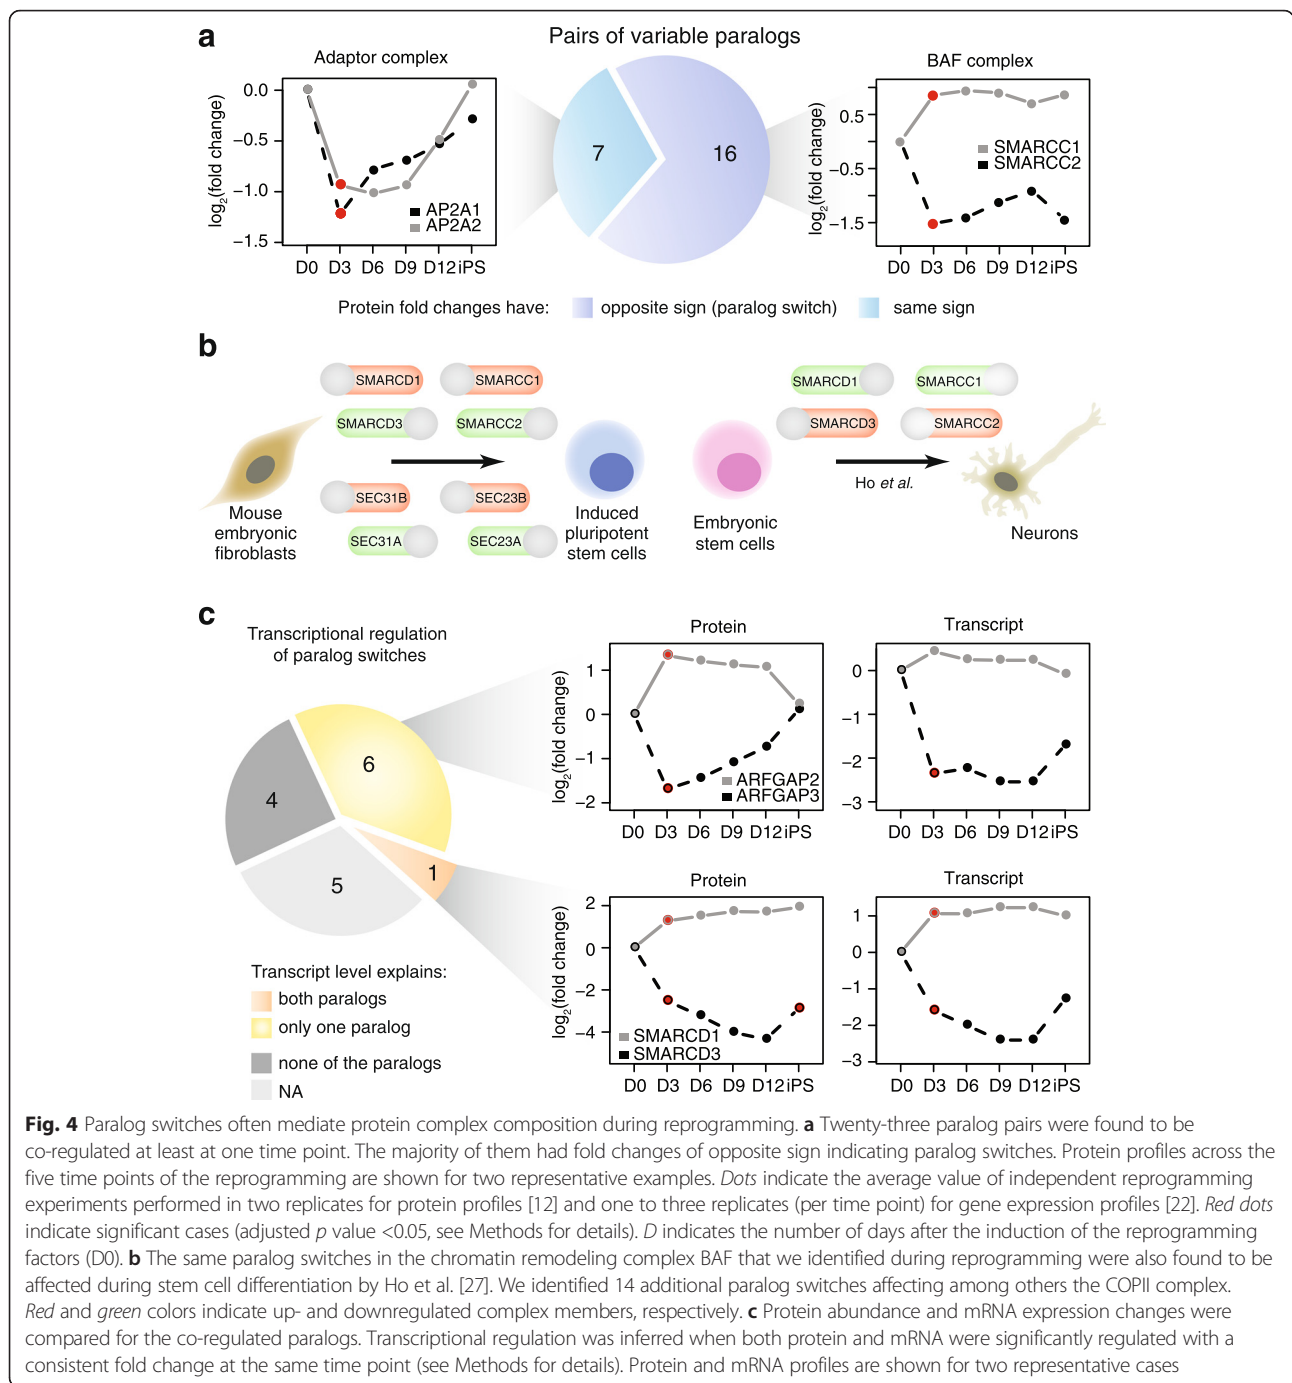 a
Pairs of variable paralogs
Adaptor complex
log2(fold change)
0.0
−0.5
−1.0
−1.5
AP2A1
AP2A2
D0 D3 D6 D9 D12 iPS
7
16
BAF complex
log2(fold change)
0.5
−0.5
−1.5
SMARCC1
SMARCC2
D0 D3 D6 D9 D12 iPS
Protein fold changes have: opposite sign (paralog switch) same sign
b
SMARCD1 SMARCC1
SMARCD3 SMARCC2
SEC31B SEC23B
SEC31A SEC23A
Mouse
embryonic
fibroblasts
Induced
pluripotent
stem cells
SMARCD1 SMARCC1
SMARCD3 SMARCC2
Ho et al.
Embryonic
stem cells
Neurons
c
Transcriptional regulation
of paralog switches
6
4
5
1
Transcript level explains:
both paralogs
only one paralog
none of the paralogs
NA
Protein
log2(fold change)
1
0
−1
−2
ARFGAP2
ARFGAP3
D0 D3 D6 D9 D12 iPS
Transcript
0
−1
−2
−3
D0 D3 D6 D9 D12 iPS
Protein
log2(fold change)
2
0
−2
−4
SMARCD1
SMARCD3
D0 D3 D6 D9 D12 iPS
Transcript
1
0
−1
−2
−3
D0 D3 D6 D9 D12 iPS
Fig. 4 Paralog switches often mediate protein complex composition during reprogramming. a Twenty-three paralog pairs were found to be
co-regulated at least at one time point. The majority of them had fold changes of opposite sign indicating paralog switches. Protein profiles across the
five time points of the reprogramming are shown for two representative examples. Dots indicate the average value of independent reprogramming
experiments performed in two replicates for protein profiles [12] and one to three replicates (per time point) for gene expression profiles [22]. Red dots
indicate significant cases (adjusted p value <0.05, see Methods for details). D indicates the number of days after the induction of the reprogramming
factors (D0). b The same paralog switches in the chromatin remodeling complex BAF that we identified during reprogramming were also found to be
affected during stem cell differentiation by Ho et al. [27]. We identified 14 additional paralog switches affecting among others the COPII complex.
Red and green colors indicate up- and downregulated complex members, respectively. c Protein abundance and mRNA expression changes were
compared for the co-regulated paralogs. Transcriptional regulation was inferred when both protein and mRNA were significantly regulated with a
consistent fold change at the same time point (see Methods for details). Protein and mRNA profiles are shown for two representative cases